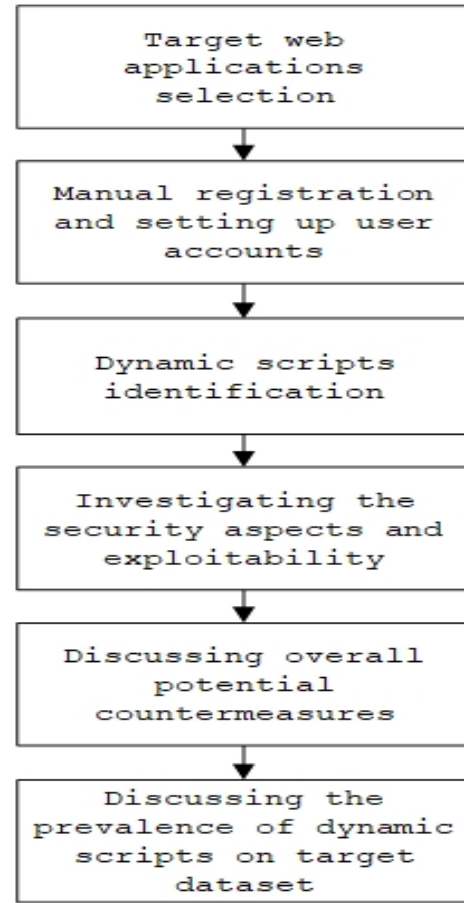 Target web
applications
selection
Manual registration
and setting up user
accounts
Dynamic scripts
identification
Investigating the
security aspects and
exploitability
Discussing overall
potential
countermeasures
Discussing the
prevalence of dynamic
scripts on target
dataset